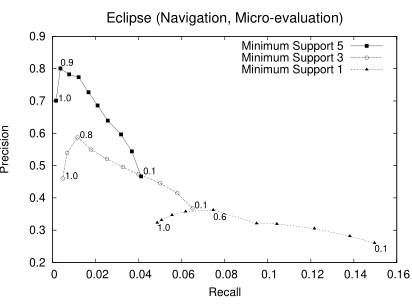 Eclipse (Navigation, Micro-evaluation)
0.9
Minimum Support 5
Minimum Support 3
Minimum Support 1
0.8
0.7
0.6
0.5
0.4
0.3
0.2
Precision
0.9
1.0
0.8
1.0
0.1
0.1
1.0
0.6
0.1
0 0.02 0.04 0.06 0.08 0.1 0.12 0.14 0.16
Recall